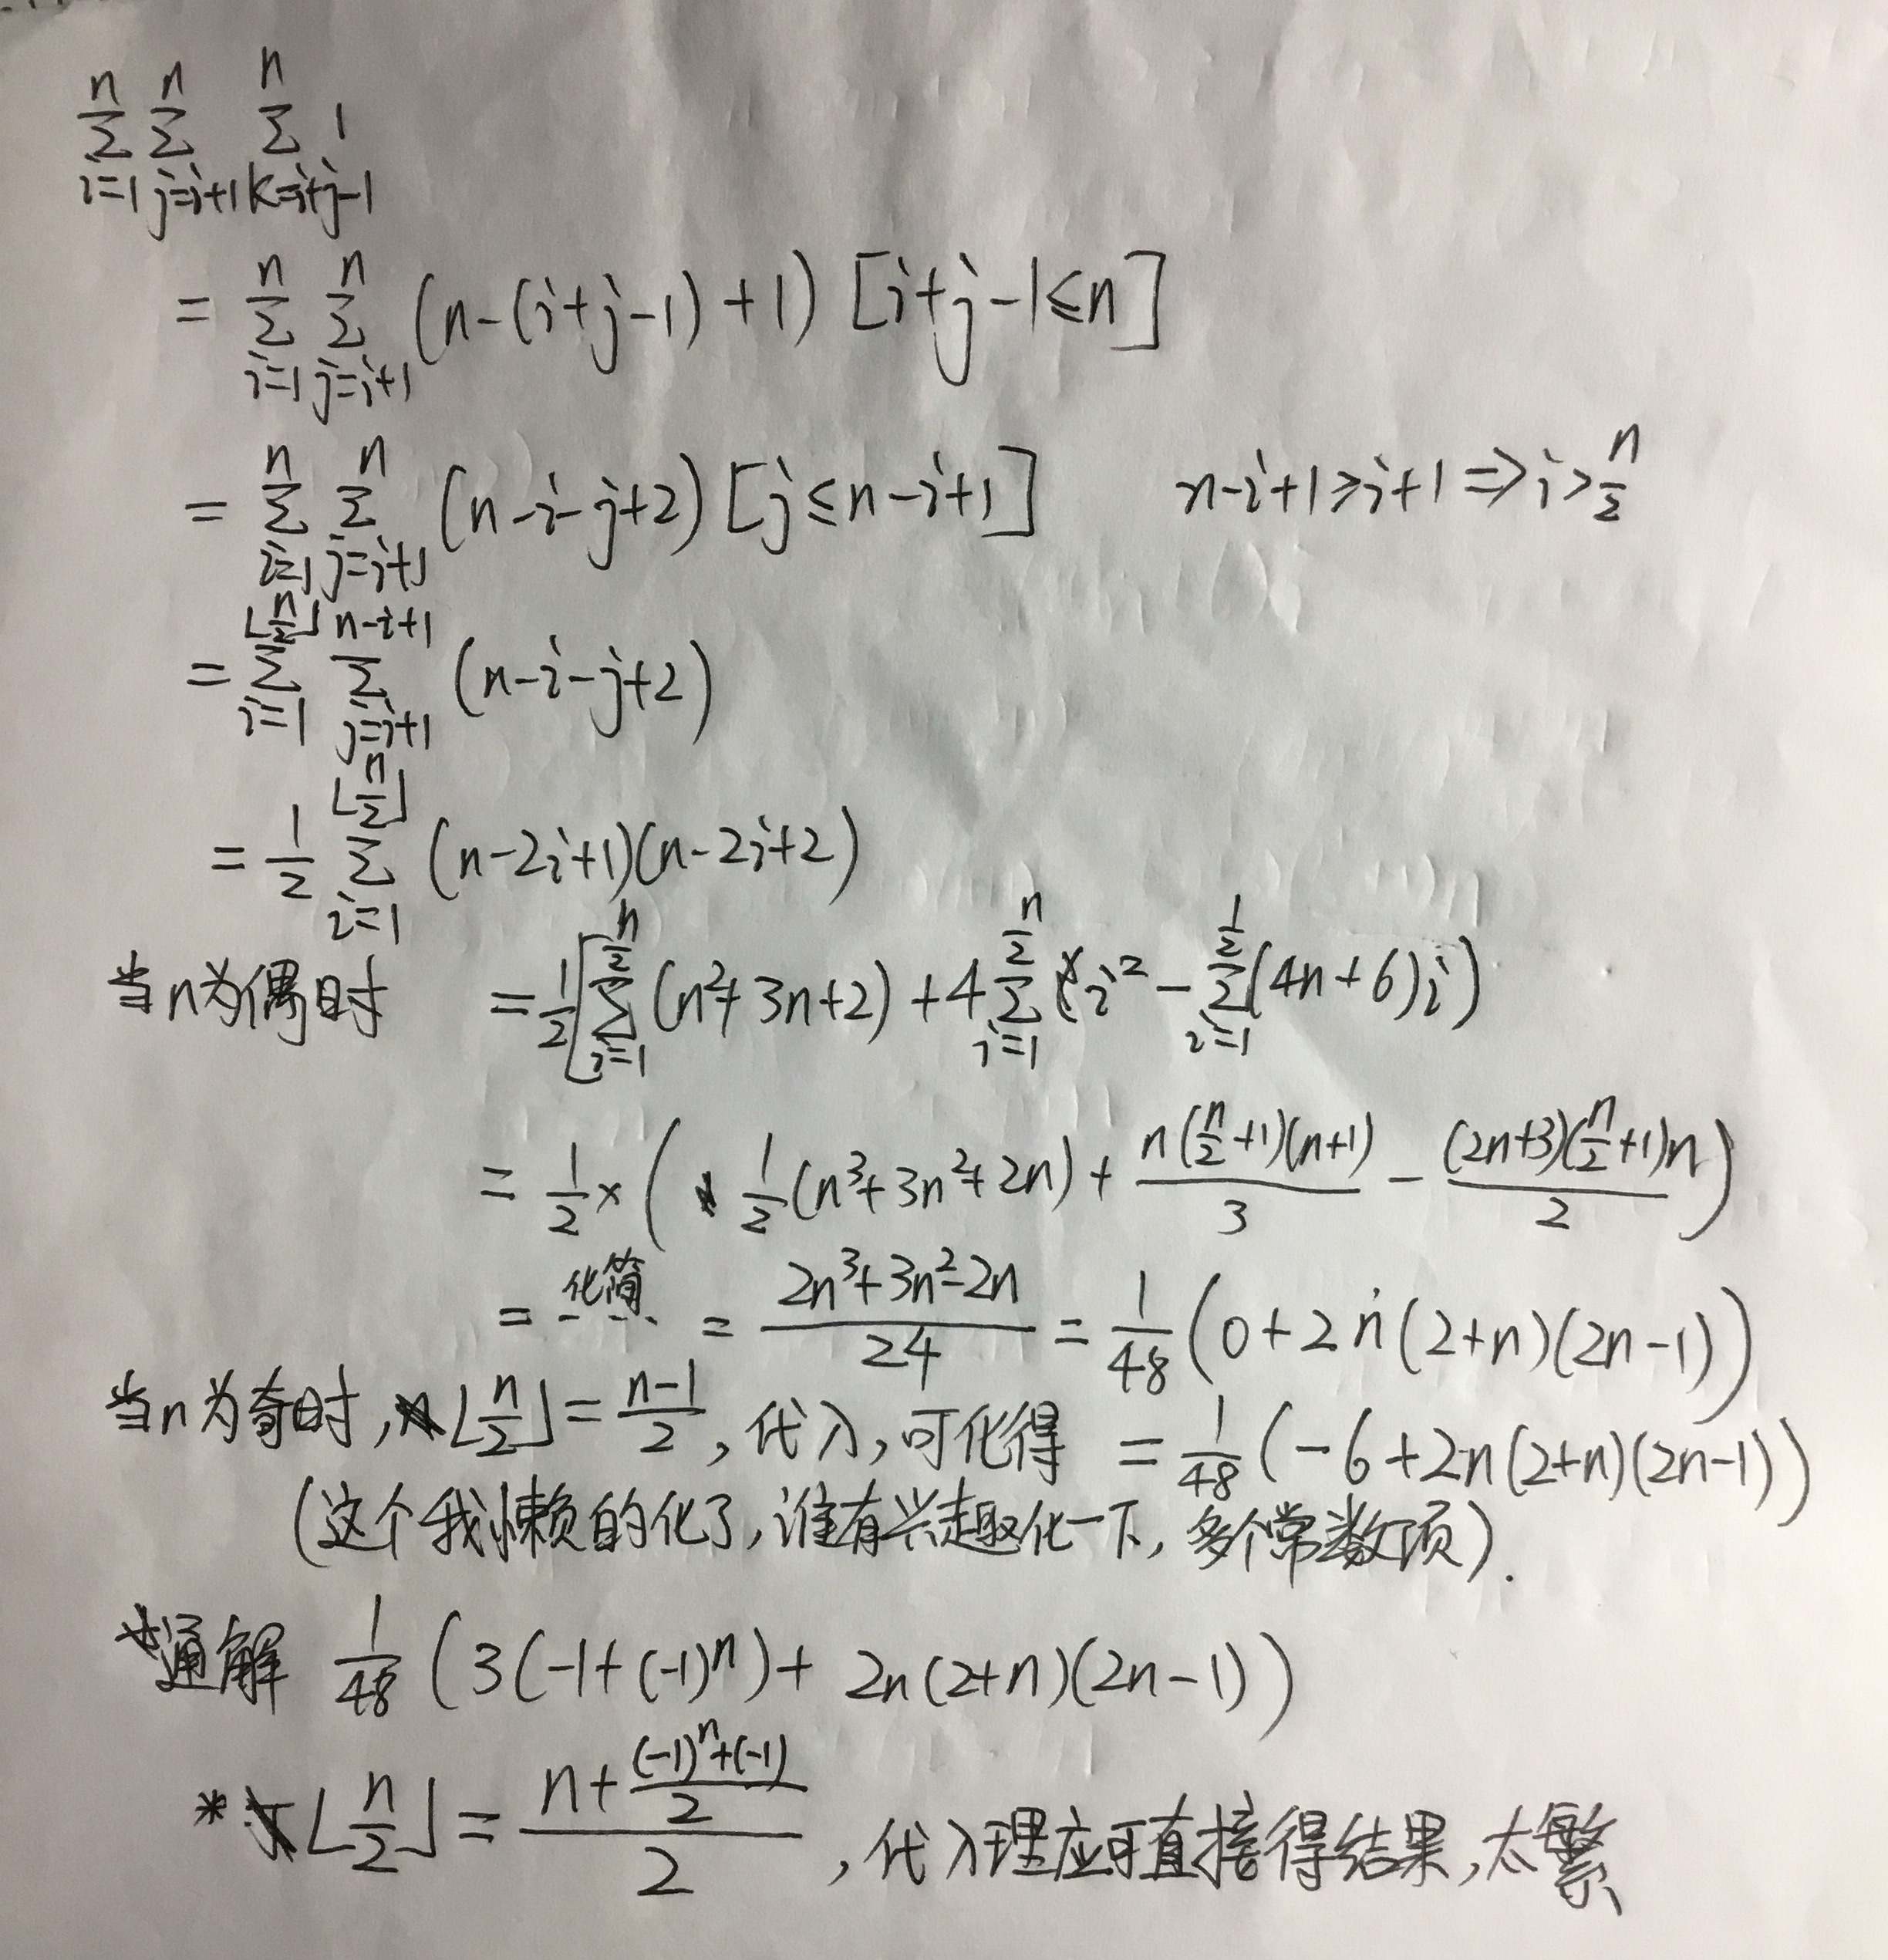 $\sum_{i=1}^{n} \sum_{j=i+1}^{n} \sum_{k=i+j-1}^{n} 1$
$= \sum_{i=1}^{n} \sum_{j=i+1}^{n} (n-(i+j-1)+1) [i+j-1 \leq n]$
$= \sum_{i=1}^{n} \sum_{j=i+1}^{n} (n-i-j+2) [j \leq n-i+1]$ $n-i+1 \geq i+1 \Rightarrow i > \frac{n}{2}$
$= \sum_{i=1}^{\lfloor \frac{n}{2} \rfloor} \sum_{j=i+1}^{n-i+1} (n-i-j+2)$
$= \frac{1}{2} \sum_{i=1}^{\lfloor \frac{n}{2} \rfloor} (n-2i+1)(n-2i+2)$
当n为偶时 $= \frac{1}{2} [ \sum_{i=1}^{\frac{n}{2}} (n^2+3n+2) + 4 \sum_{i=1}^{\frac{n}{2}} i^2 - \sum_{i=1}^{\frac{1}{2}} (4n+6)i )$
$= \frac{1}{2} \times ( \frac{1}{2} (n^3+3n^2+2n) + \frac{n(\frac{n}{2}+1)(n+1)}{3} - \frac{(2n+3)(\frac{n}{2}+1)n}{2} )$
= 化简 $\cdots = \frac{2n^3+3n^2-2n}{24} = \frac{1}{48} (0+2n(2+n)(2n-1))$
当n为奇时, $\lfloor \frac{n}{2} \rfloor = \frac{n-1}{2}$, 代入, 可化得 $= \frac{1}{48} (-6+2n(2+n)(2n-1))$
(这个我懒的化了, 谁有兴趣化一下, 多个常数项).
*通解 $\frac{1}{48} (3(-1+(-1)^n) + 2n(2+n)(2n-1))$
* $\lfloor \frac{n}{2} \rfloor = \frac{n+\frac{(-1)^n+(-1)}{2}}{2}$, 代入理应可直接得结果, 太繁